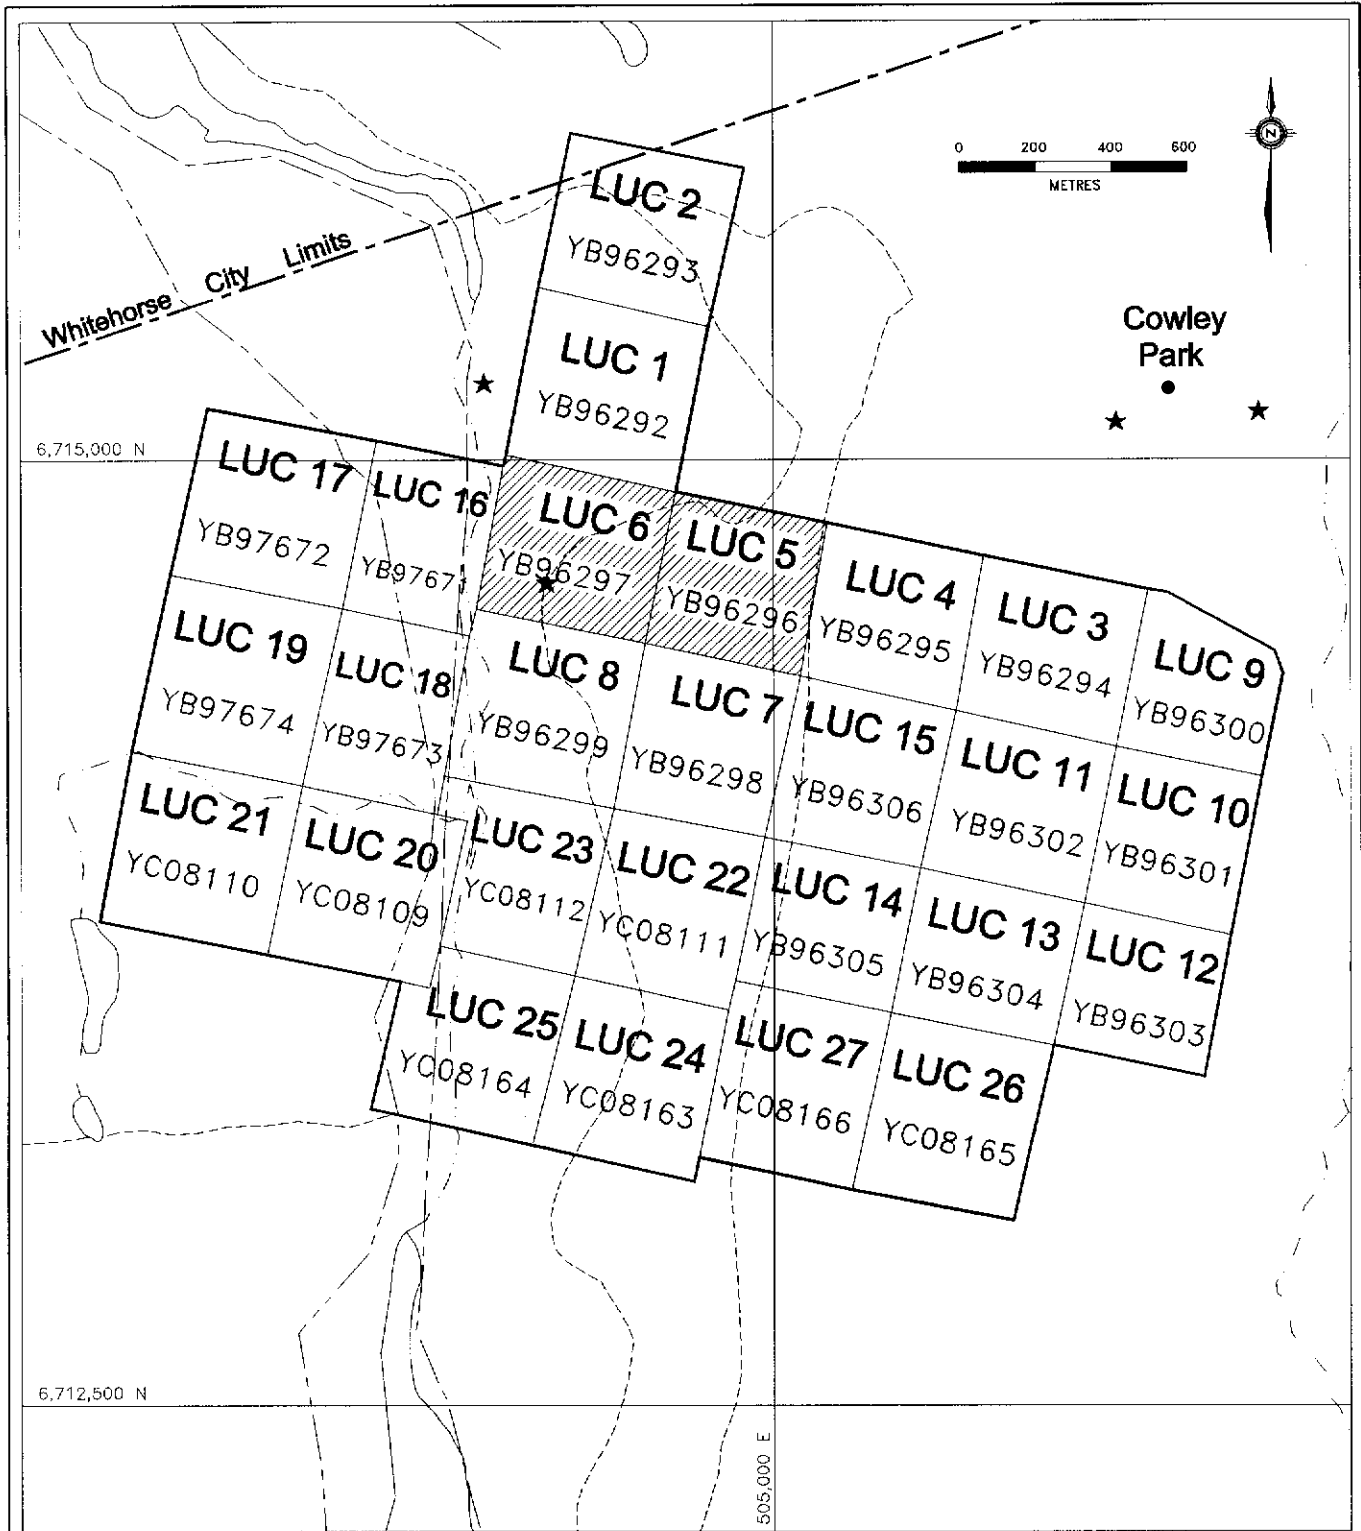 0 200 400 600
METRES
N
LUC 2
YB96293
Whitehorse City Limits
LUC 1
YB96292
Cowley
Park
6,715,000 N
LUC 17
YB97672
LUC 16
YB97671
LUC 6
YB96297
LUC 5
YB96296
LUC 4
YB96295
LUC 3
YB96294
LUC 9
YB96300
LUC 19
YB97674
LUC 18
YB97673
LUC 8
YB96299
LUC 7
YB96298
LUC 15
YB96306
LUC 11
YB96302
LUC 10
YB96301
LUC 21
YC08110
LUC 20
YC08109
LUC 23
YC08112
LUC 22
YC08111
LUC 14
YB96305
LUC 13
YB96304
LUC 12
YB96303
LUC 25
YC08164
LUC 24
YC08163
LUC 27
YC08166
LUC 26
YC08165
6,712,500 N
505,000 E